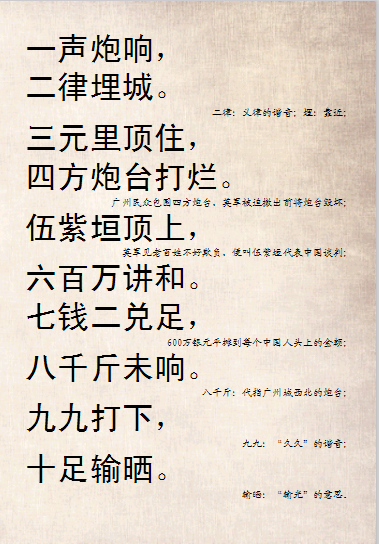 一声炮响，
二律埋城。
二律：义律的谐音；埋：靠近；
三元里顶住，
四方炮台打烂。
广州民众包围四方炮台，英军被迫撤出前将炮台毁坏；
伍紫垣顶上，
英军见老百姓不好欺负，便叫伍紫垣代表中国谈判；
六百万讲和。
七钱二兑足，
600万银元平摊到每个中国人头上的金额；
八千斤未响。
八千斤：代指广州城西北的炮台；
九九打下，
九九：“久久”的谐音；
十足输晒。
输晒：“输光”的意思.